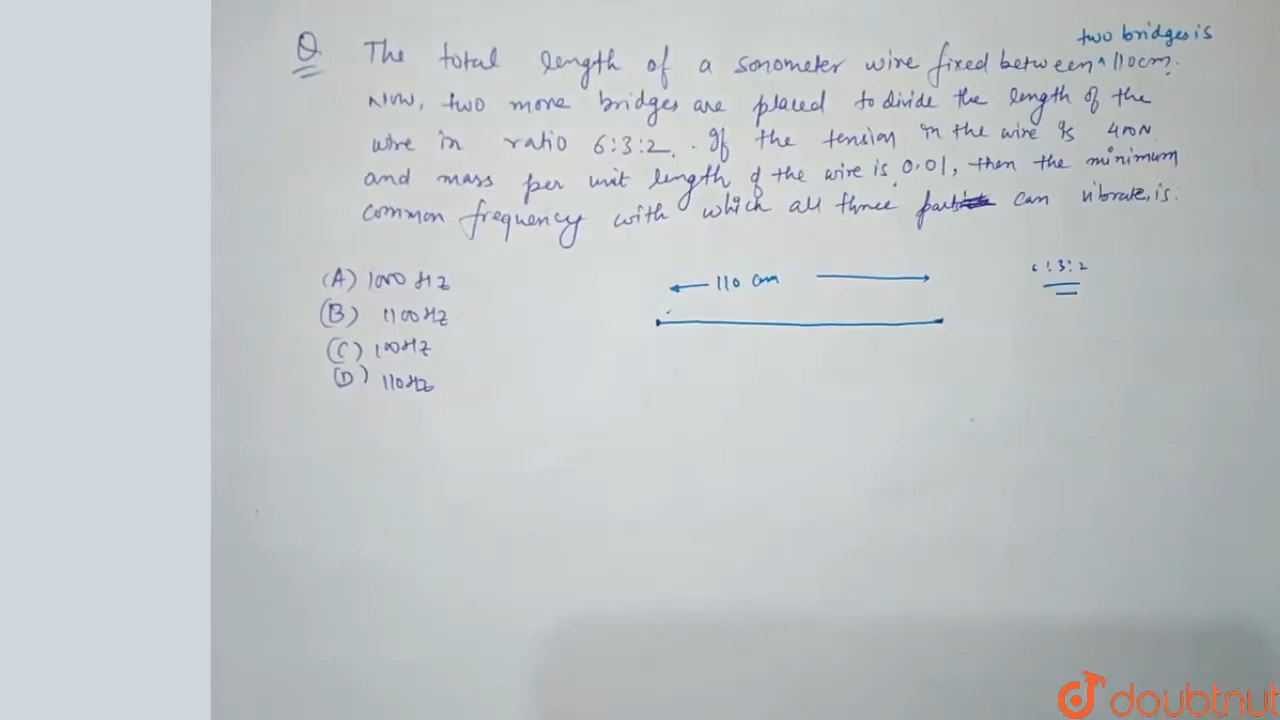 two bridges is
Q The total length of a sonometer wire fixed between ^ 110cm.
Now, two more bridges are placed to divide the length of the
wire in ratio 6:3:2. If the tension in the wire is 400N
and mass per unit length of the wire is 0.01, then the minimum
common frequency with which all three parts can vibrate, is:
(A) 1000 Hz
(B) 1100 Hz
(C) 100 Hz
(D) 110 Hz
110 cm
6:3:2
doubtnut